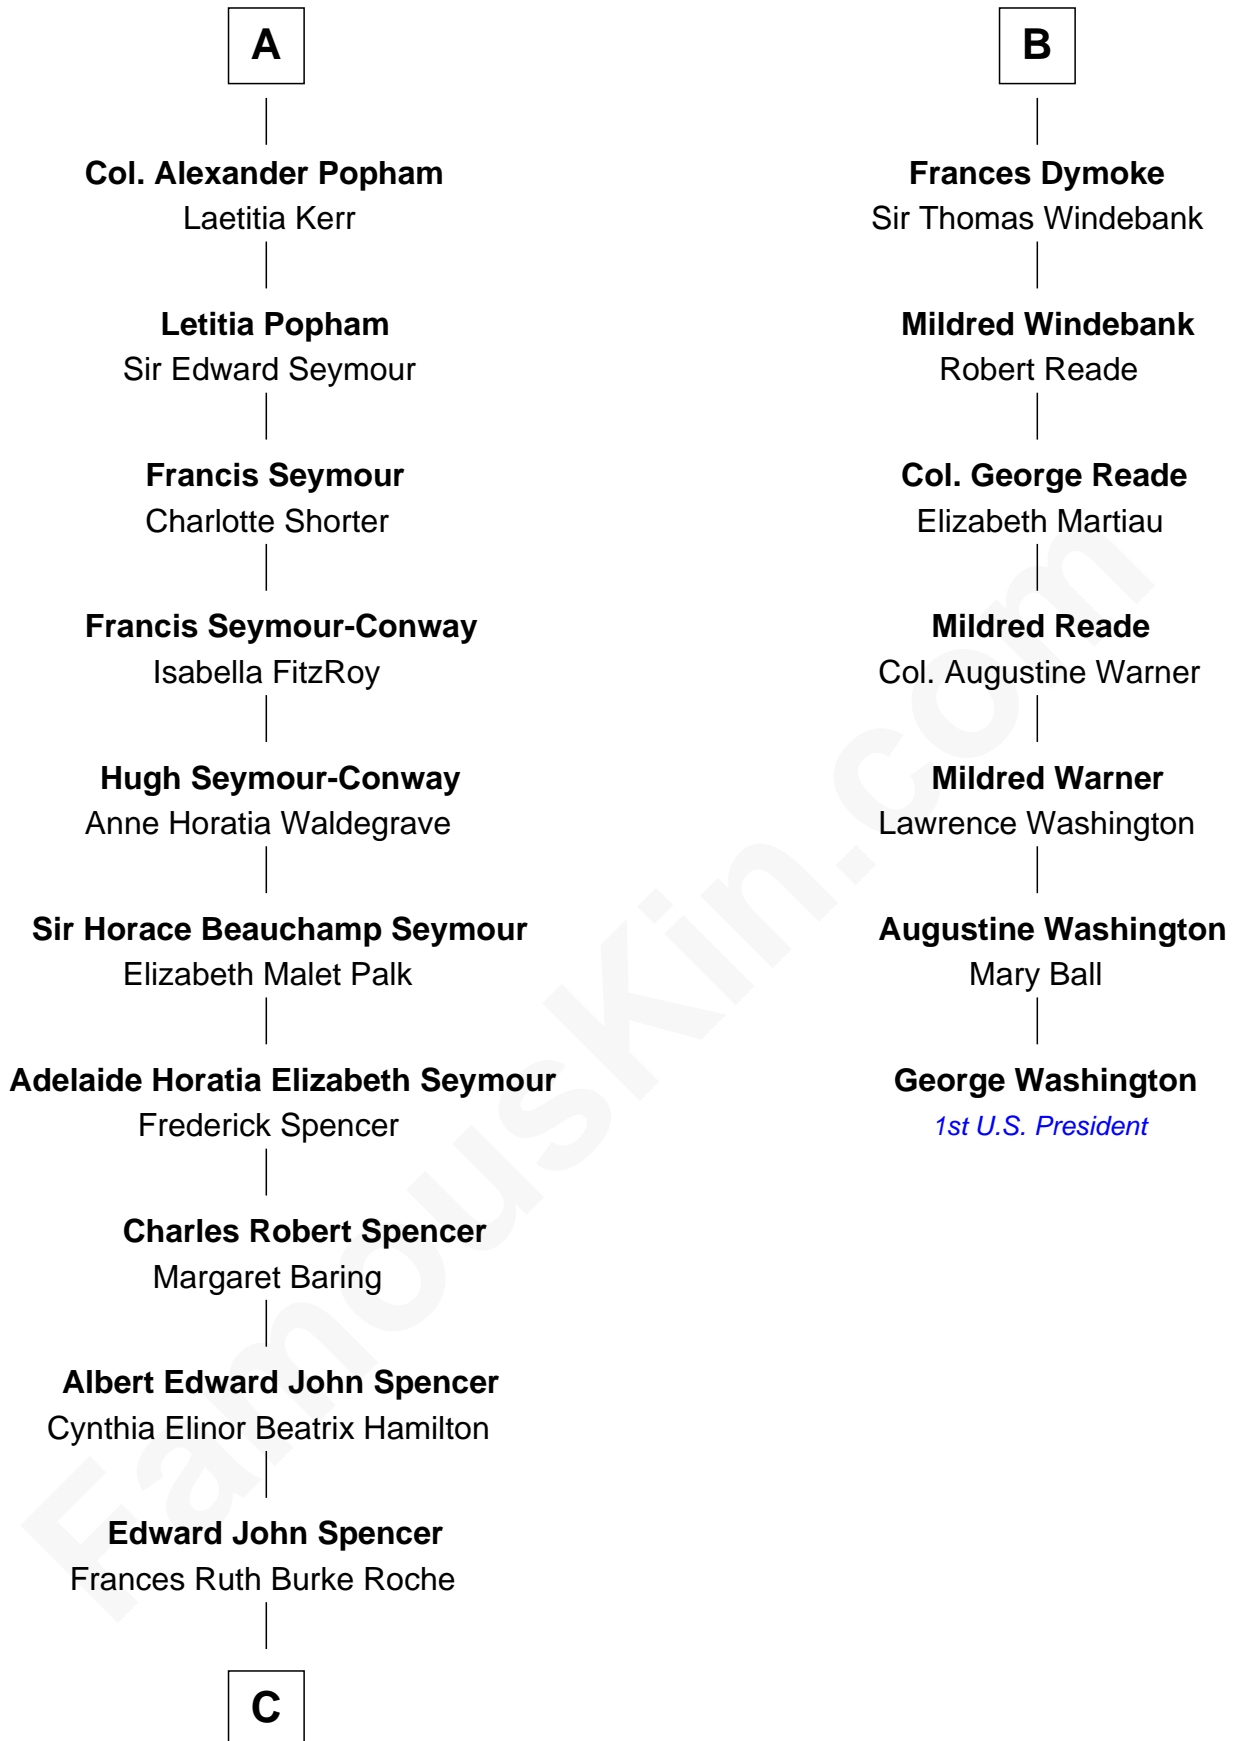 A
Col. Alexander Popham
Laetitia Kerr
Letitia Popham
Sir Edward Seymour
Francis Seymour
Charlotte Shorter
Francis Seymour-Conway
Isabella FitzRoy
Hugh Seymour-Conway
Anne Horatia Waldegrave
Sir Horace Beauchamp Seymour
Elizabeth Malet Palk
Adelaide Horatia Elizabeth Seymour
Frederick Spencer
Charles Robert Spencer
Margaret Baring
Albert Edward John Spencer
Cynthia Elinor Beatrix Hamilton
Edward John Spencer
Frances Ruth Burke Roche
C
B
Frances Dymoke
Sir Thomas Windebank
Mildred Windebank
Robert Reade
Col. George Reade
Elizabeth Martiau
Mildred Reade
Col. Augustine Warner
Mildred Warner
Lawrence Washington
Augustine Washington
Mary Ball
George Washington
1st U.S. President
FamousKin.com